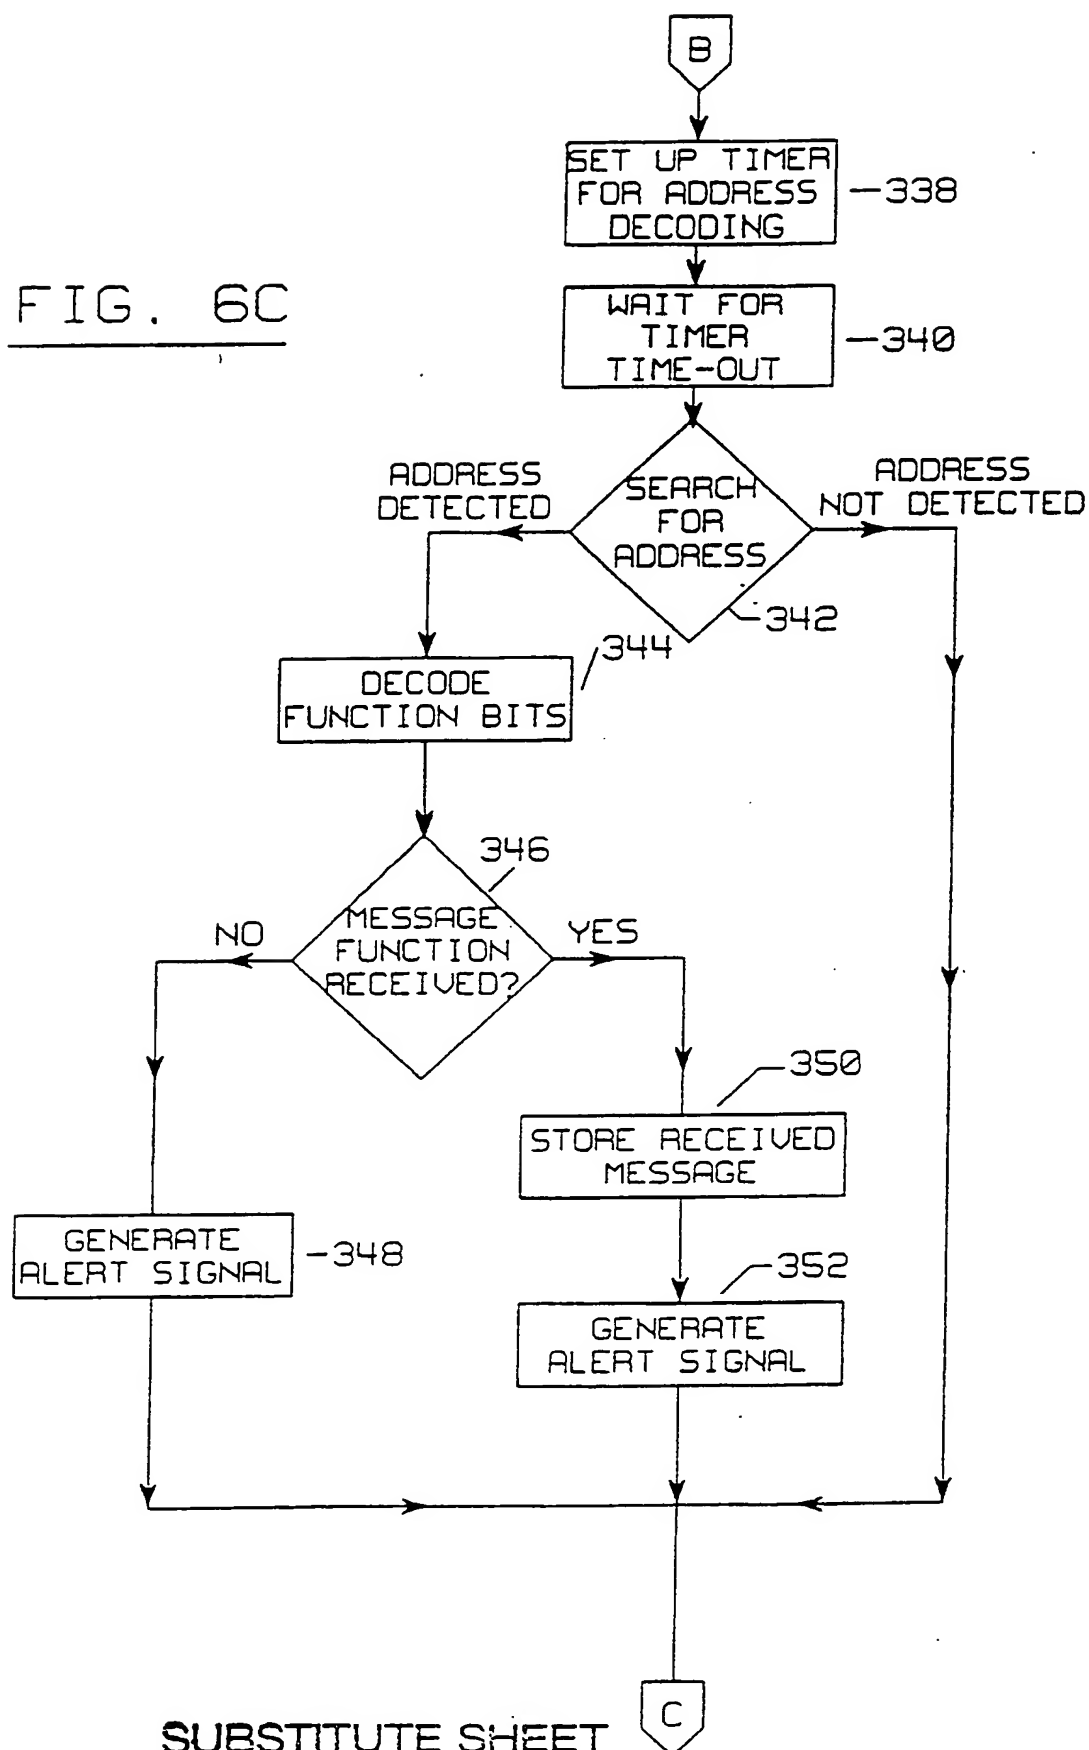 B
SET UP TIMER
FOR ADDRESS
DECODING
338
FIG. 6C
WAIT FOR
TIMER
TIME-OUT
340
ADDRESS
DETECTED
SEARCH
FOR
ADDRESS
ADDRESS
NOT DETECTED
342
344
DECODE
FUNCTION BITS
346
NO
MESSAGE
FUNCTION
RECEIVED?
YES
350
STORE RECEIVED
MESSAGE
GENERATE
ALERT SIGNAL
348
352
GENERATE
ALERT SIGNAL
C
SUBSTITUTE SHEET